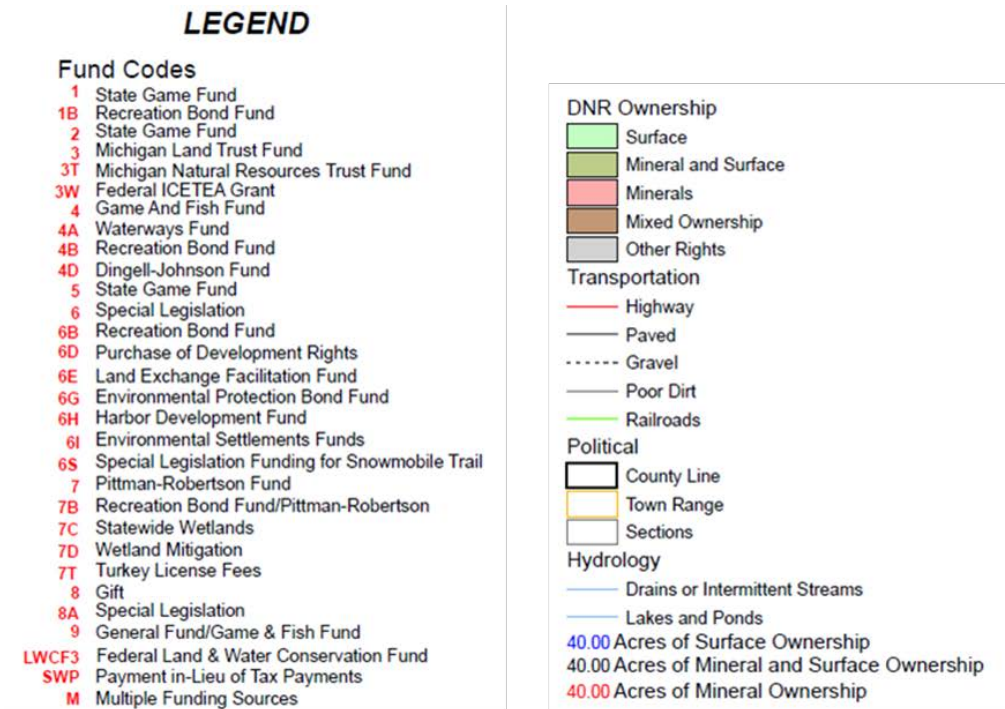 LEGEND
Fund Codes
1 State Game Fund
1B Recreation Bond Fund
2 State Game Fund
3 Michigan Land Trust Fund
3T Michigan Natural Resources Trust Fund
3W Federal ICETEA Grant
4 Game And Fish Fund
4A Waterways Fund
4B Recreation Bond Fund
4D Dingell-Johnson Fund
5 State Game Fund
6 Special Legislation
6B Recreation Bond Fund
6D Purchase of Development Rights
6E Land Exchange Facilitation Fund
6G Environmental Protection Bond Fund
6H Harbor Development Fund
6I Environmental Settlements Funds
6S Special Legislation Funding for Snowmobile Trail
7 Pittman-Robertson Fund
7B Recreation Bond Fund/Pittman-Robertson
7C Statewide Wetlands
7D Wetland Mitigation
7T Turkey License Fees
8 Gift
8A Special Legislation
9 General Fund/Game & Fish Fund
LWCF3 Federal Land & Water Conservation Fund
SWP Payment in-Lieu of Tax Payments
M Multiple Funding Sources
DNR Ownership
Surface
Mineral and Surface
Minerals
Mixed Ownership
Other Rights
Transportation
Highway
Paved
Gravel
Poor Dirt
Railroads
Political
County Line
Town Range
Sections
Hydrology
Drains or Intermittent Streams
Lakes and Ponds
40.00 Acres of Surface Ownership
40.00 Acres of Mineral and Surface Ownership
40.00 Acres of Mineral Ownership